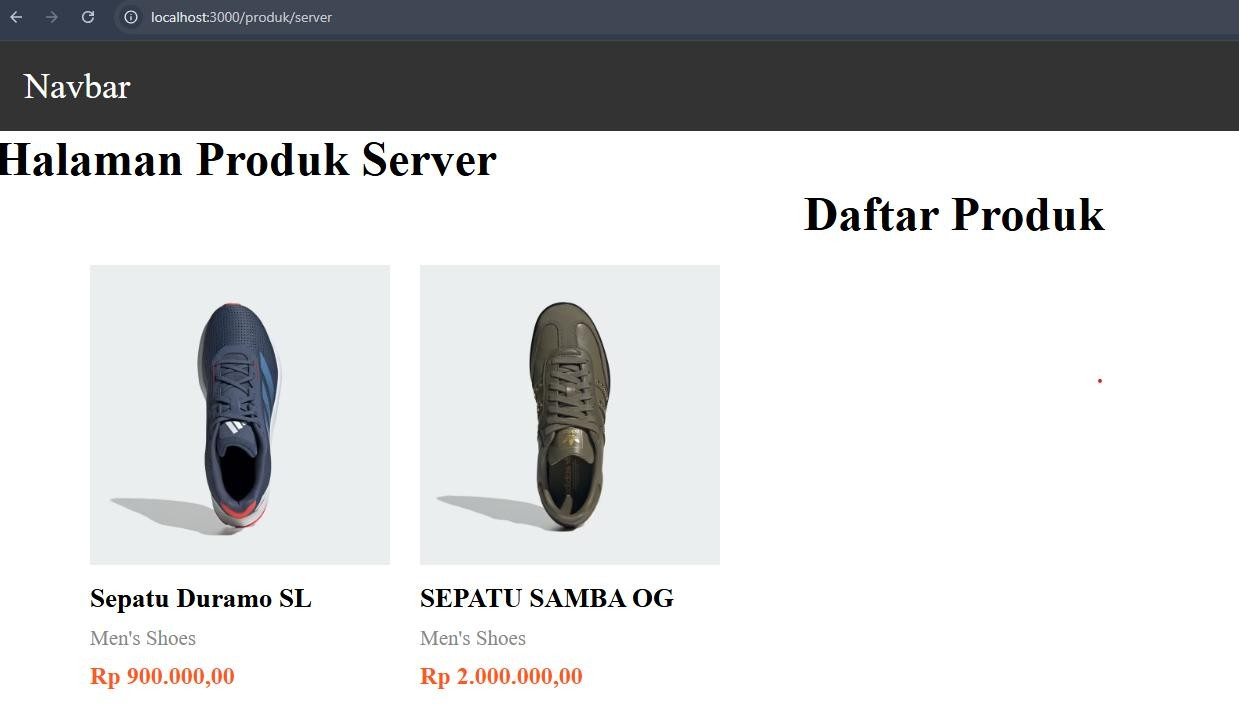 localhost:3000/produk/server
Navbar
Halaman Produk Server
Daftar Produk
Sepatu Duramo SL
Men's Shoes
Rp 900.000,00
SEPATU SAMBA OG
Men's Shoes
Rp 2.000.000,00